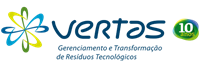 vertas
10
Gerenciamento e Transformação
de Resíduos Tecnológicos